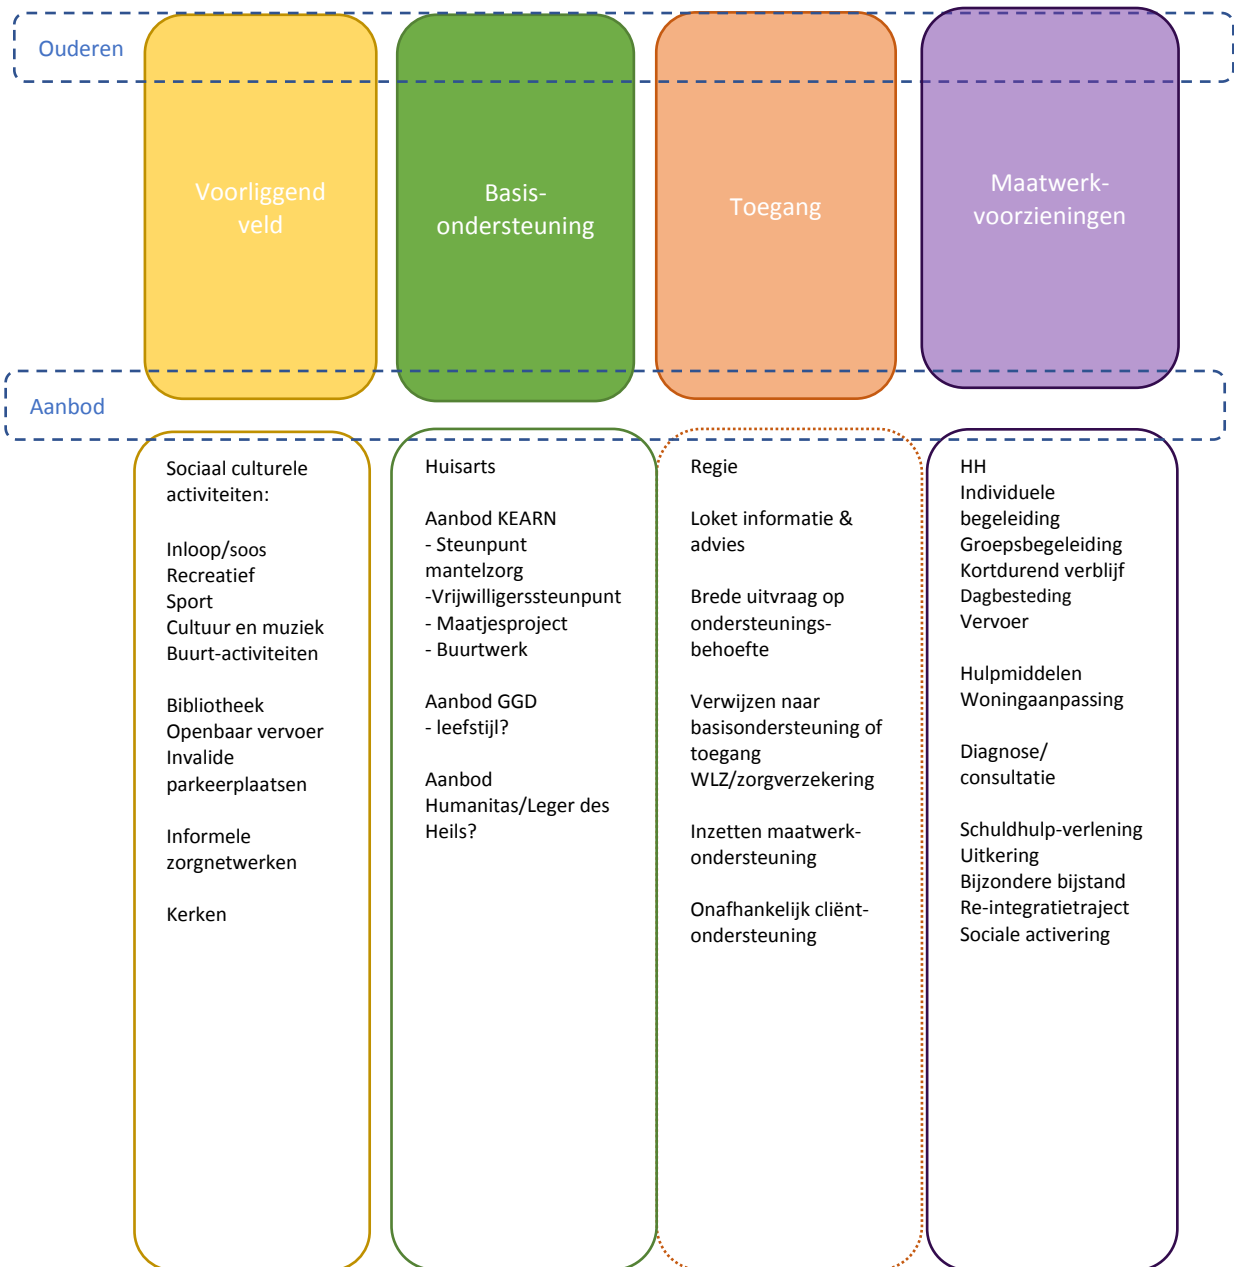 Ouderen
Voorliggend
veld
Basis-
ondersteuning
Toegang
Maatwerk-
voorzieningen
Aanbod
Sociaal culturele
activiteiten:
Inloop/soos
Recreatief
Sport
Cultuur en muziek
Buurt-activiteiten
Bibliotheek
Openbaar vervoer
Invalide
parkeerplaatsen
Informele
zorgnetwerken
Kerken
Huisarts
Aanbod KEARN
- Steunpunt
mantelzorg
-Vrijwilligerssteunpunt
- Maatjesproject
- Buurtwerk
Aanbod GGD
- leefstijl?
Aanbod
Humanitas/Leger des
Heils?
Regie
Loket informatie &
advies
Brede uitvraag op
ondersteunings-
behoefte
Verwijzen naar
basisondersteuning of
toegang
WLZ/zorgverzekering
Inzetten maatwerk-
ondersteuning
Onafhankelijk cliënt-
ondersteuning
HH
Individuele
begeleiding
Groepsbegeleiding
Kortdurend verblijf
Dagbesteding
Vervoer
Hulpmiddelen
Woningaanpassing
Diagnose/
consultatie
Schuldhulp-verlening
Uitkering
Bijzondere bijstand
Re-integratietraject
Sociale activering